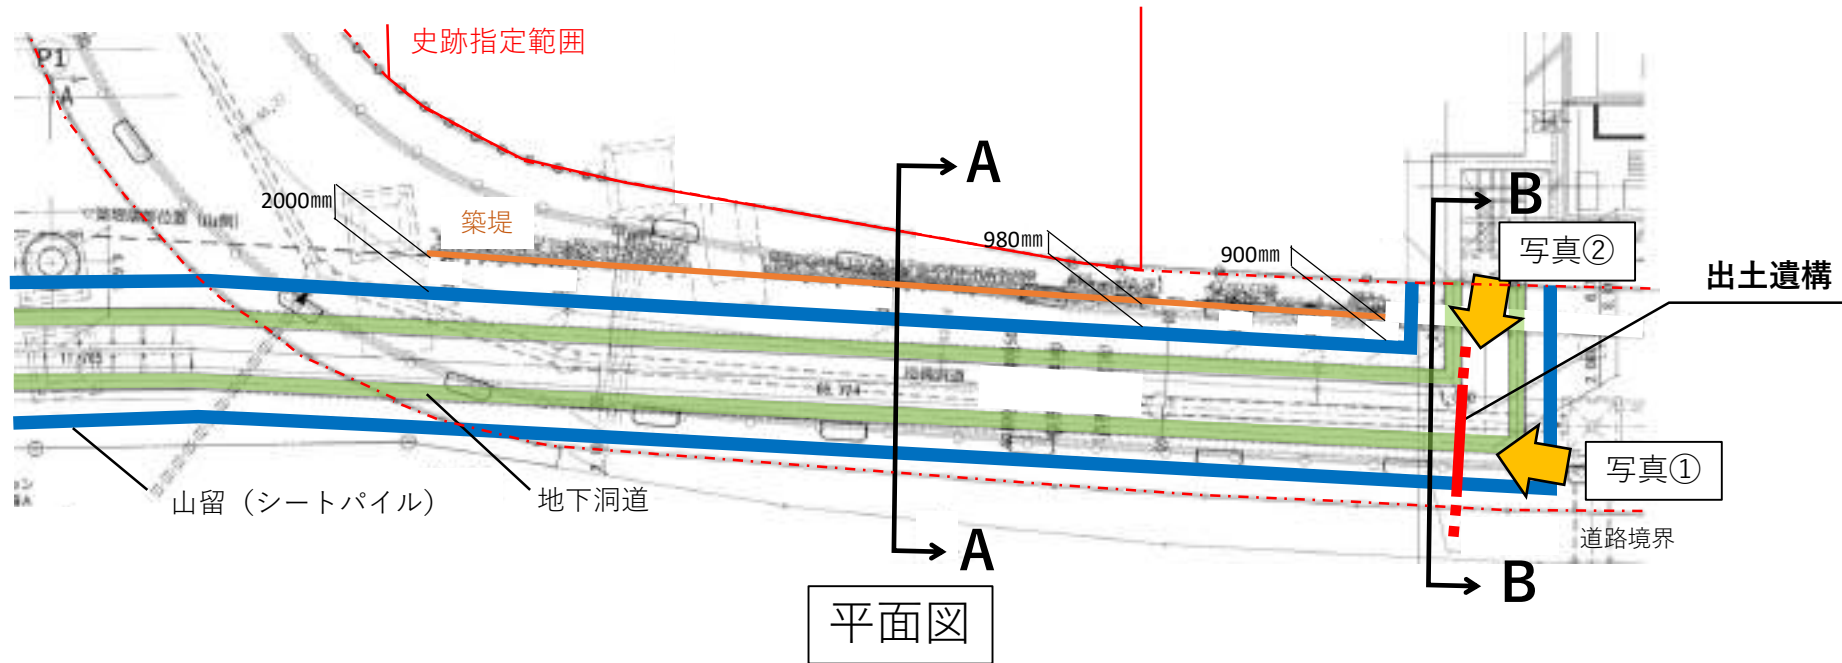 史跡指定範囲
P1
A
A
B
2000㎜
築堤
980㎜
900㎜
写真②
出土遺構
写真①
山留（シートパイル）
地下洞道
道路境界
A
B
平面図